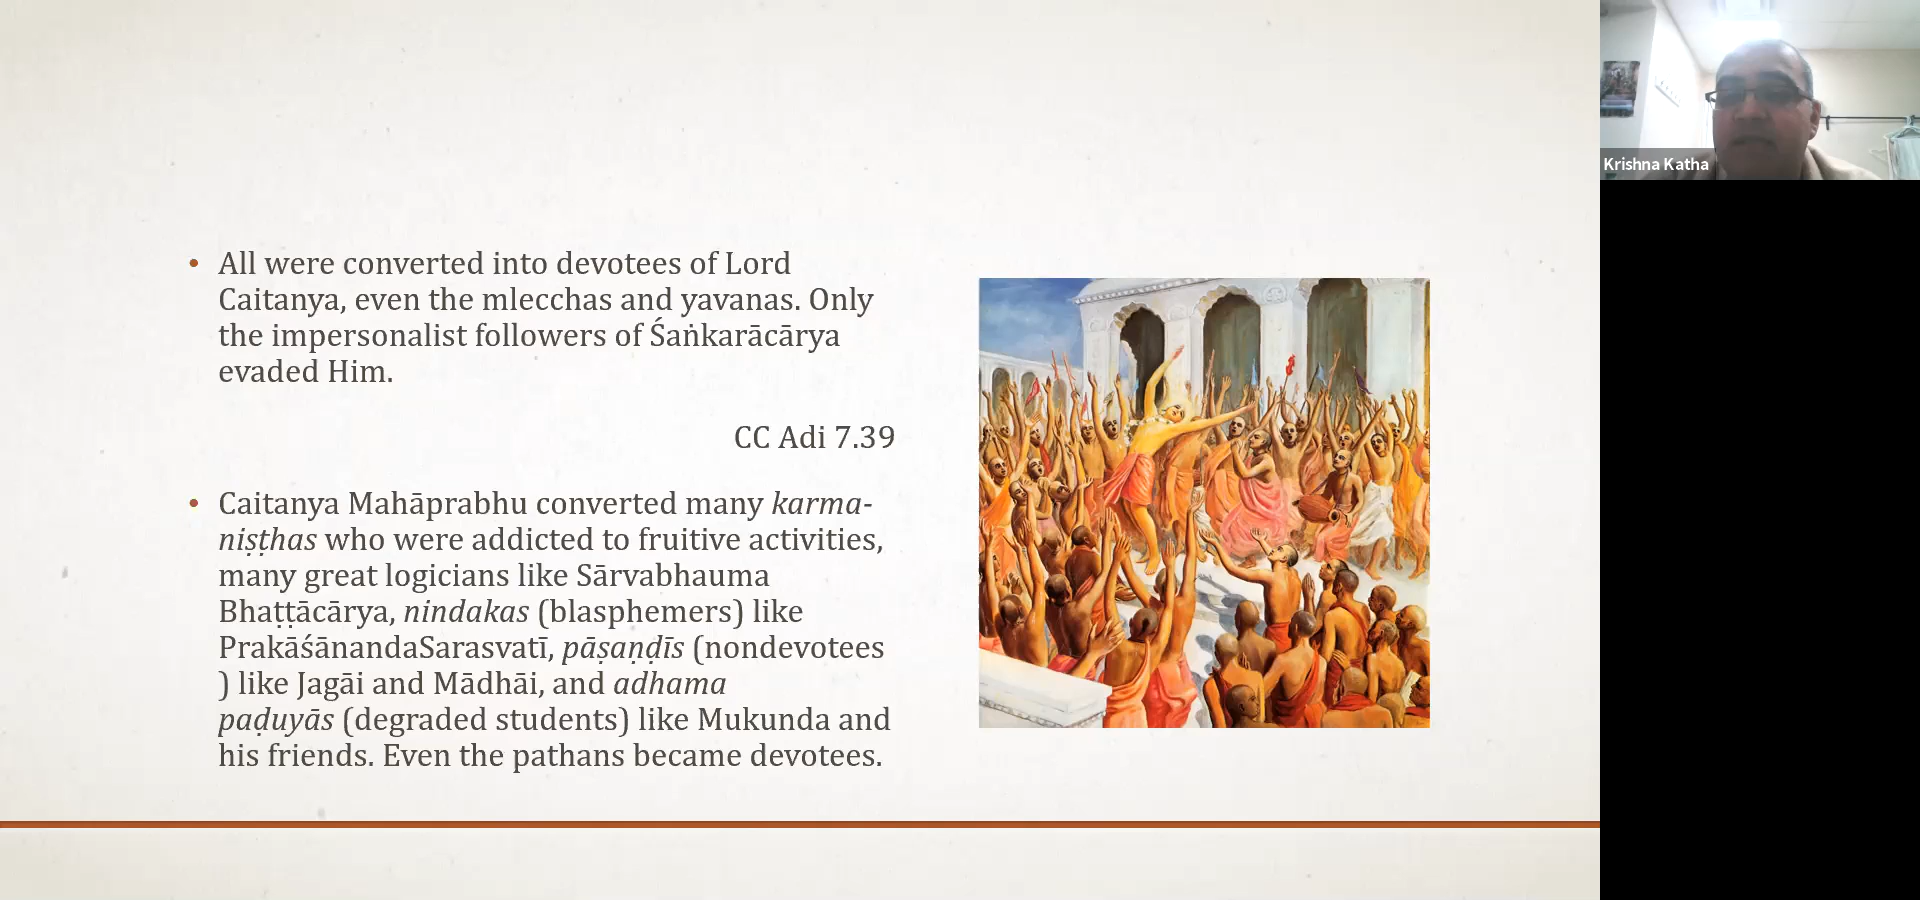 • All were converted into devotees of Lord
Caitanya, even the mlecchas and yavanas. Only
the impersonalist followers of Śaṅkarācārya
evaded Him.
CC Adi 7.39
• Caitanya Mahāprabhu converted many karma-
niṣṭhas who were addicted to fruitive activities,
many great logicians like Sārvabhauma
Bhaṭṭācārya, nindakas (blasphemers) like
PrakāśānandaSarasvatī, pāṣaṇḍīs (nondevotees
) like Jagāi and Mādhāi, and adhama
paḍuyās (degraded students) like Mukunda and
his friends. Even the pathans became devotees.
Krishna Katha